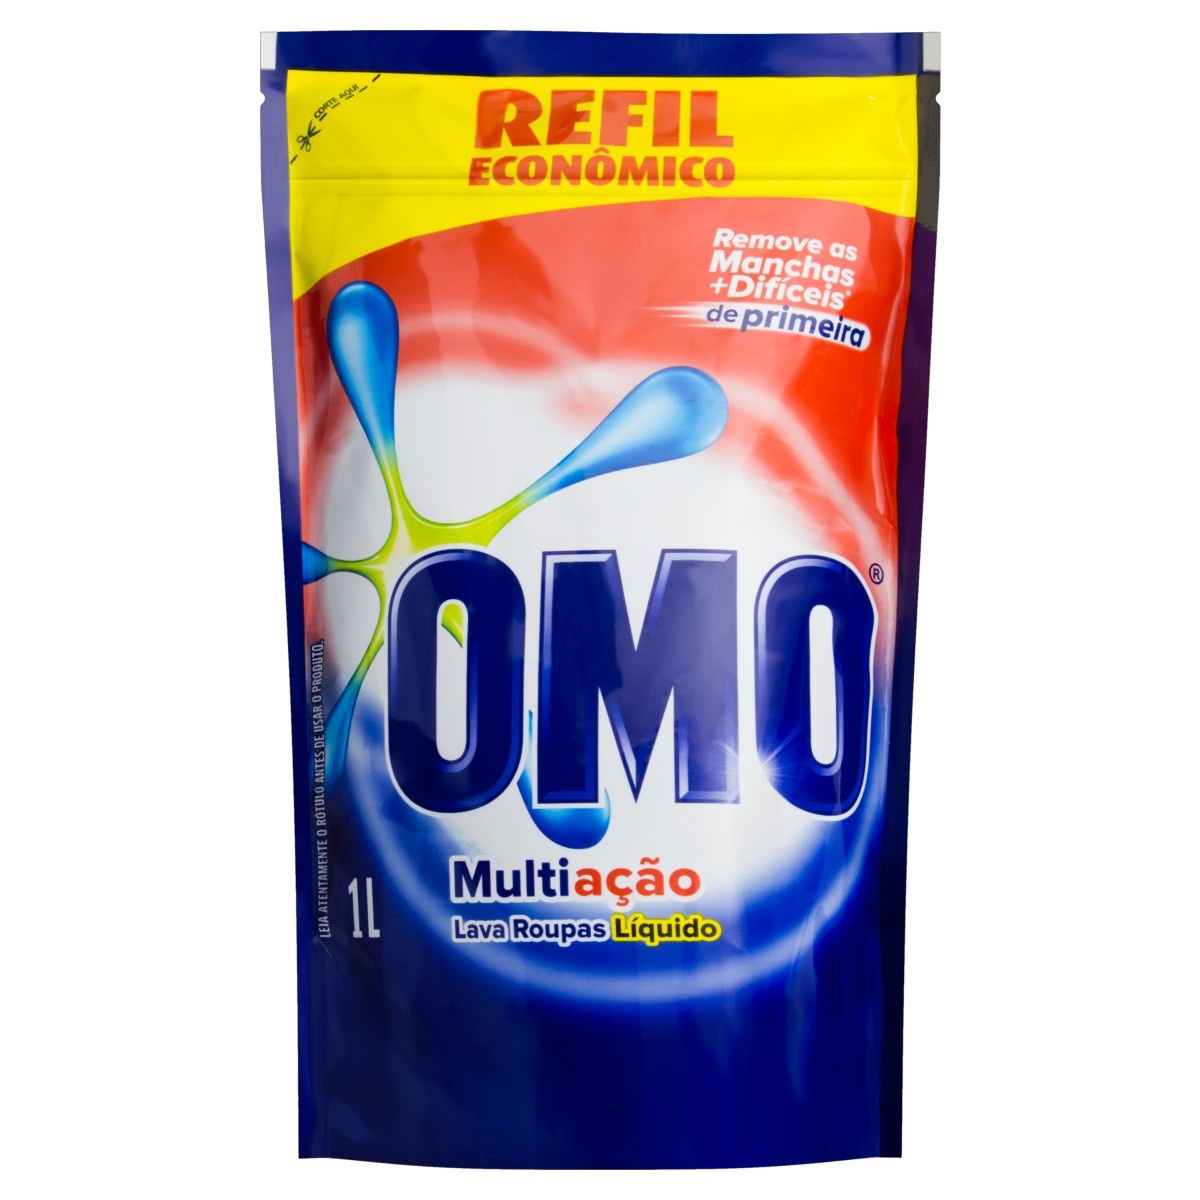 CORTE AQUI
REFIL
ECONÔMICO
Remove as
Manchas
+Difíceis*
de primeira
OMO®
Multiação
Lava Roupas Líquido
1L
LEIA ATENTAMENTE O RÓTULO ANTES DE USAR O PRODUTO.